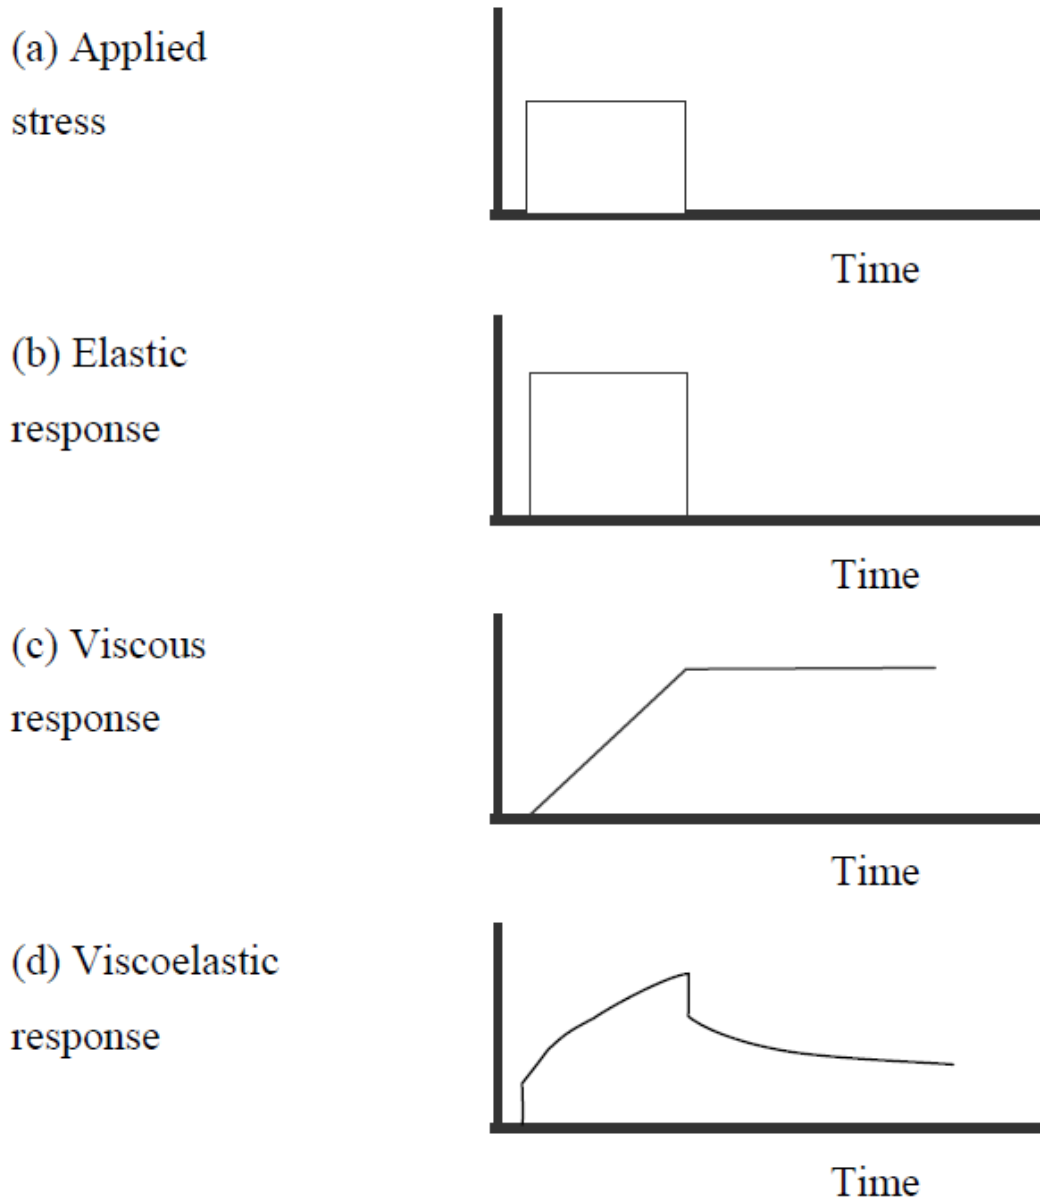 (a) Applied
stress
Time
(b) Elastic
response
Time
(c) Viscous
response
Time
(d) Viscoelastic
response
Time